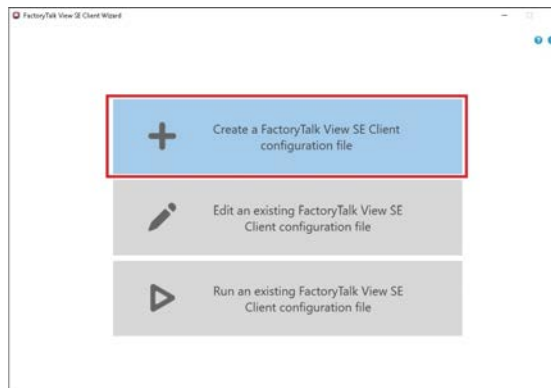 FactoryTalk View SE Client Wizard
Create a FactoryTalk View SE Client
configuration file
Edit an existing FactoryTalk View SE
Client configuration file
Run an existing FactoryTalk View SE
Client configuration file